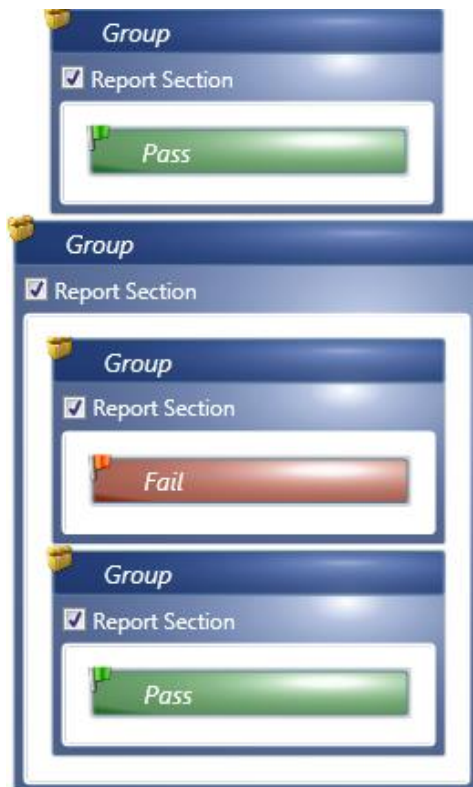 Group
Report Section
Pass
Group
Report Section
Group
Report Section
Fail
Group
Report Section
Pass